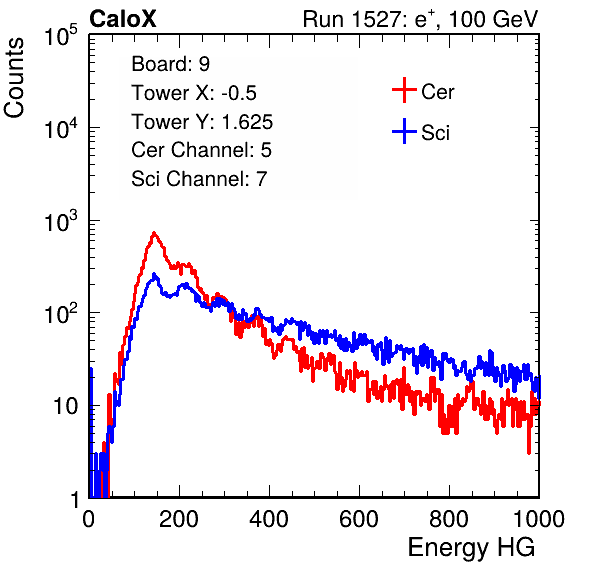 CaloX Run 1527: e⁺, 100 GeV
Counts
10⁵
10⁴
10³
10²
10
1
Board: 9
Tower X: -0.5
Tower Y: 1.625
Cer Channel: 5
Sci Channel: 7
Cer
Sci
0 200 400 600 800 1000
Energy HG